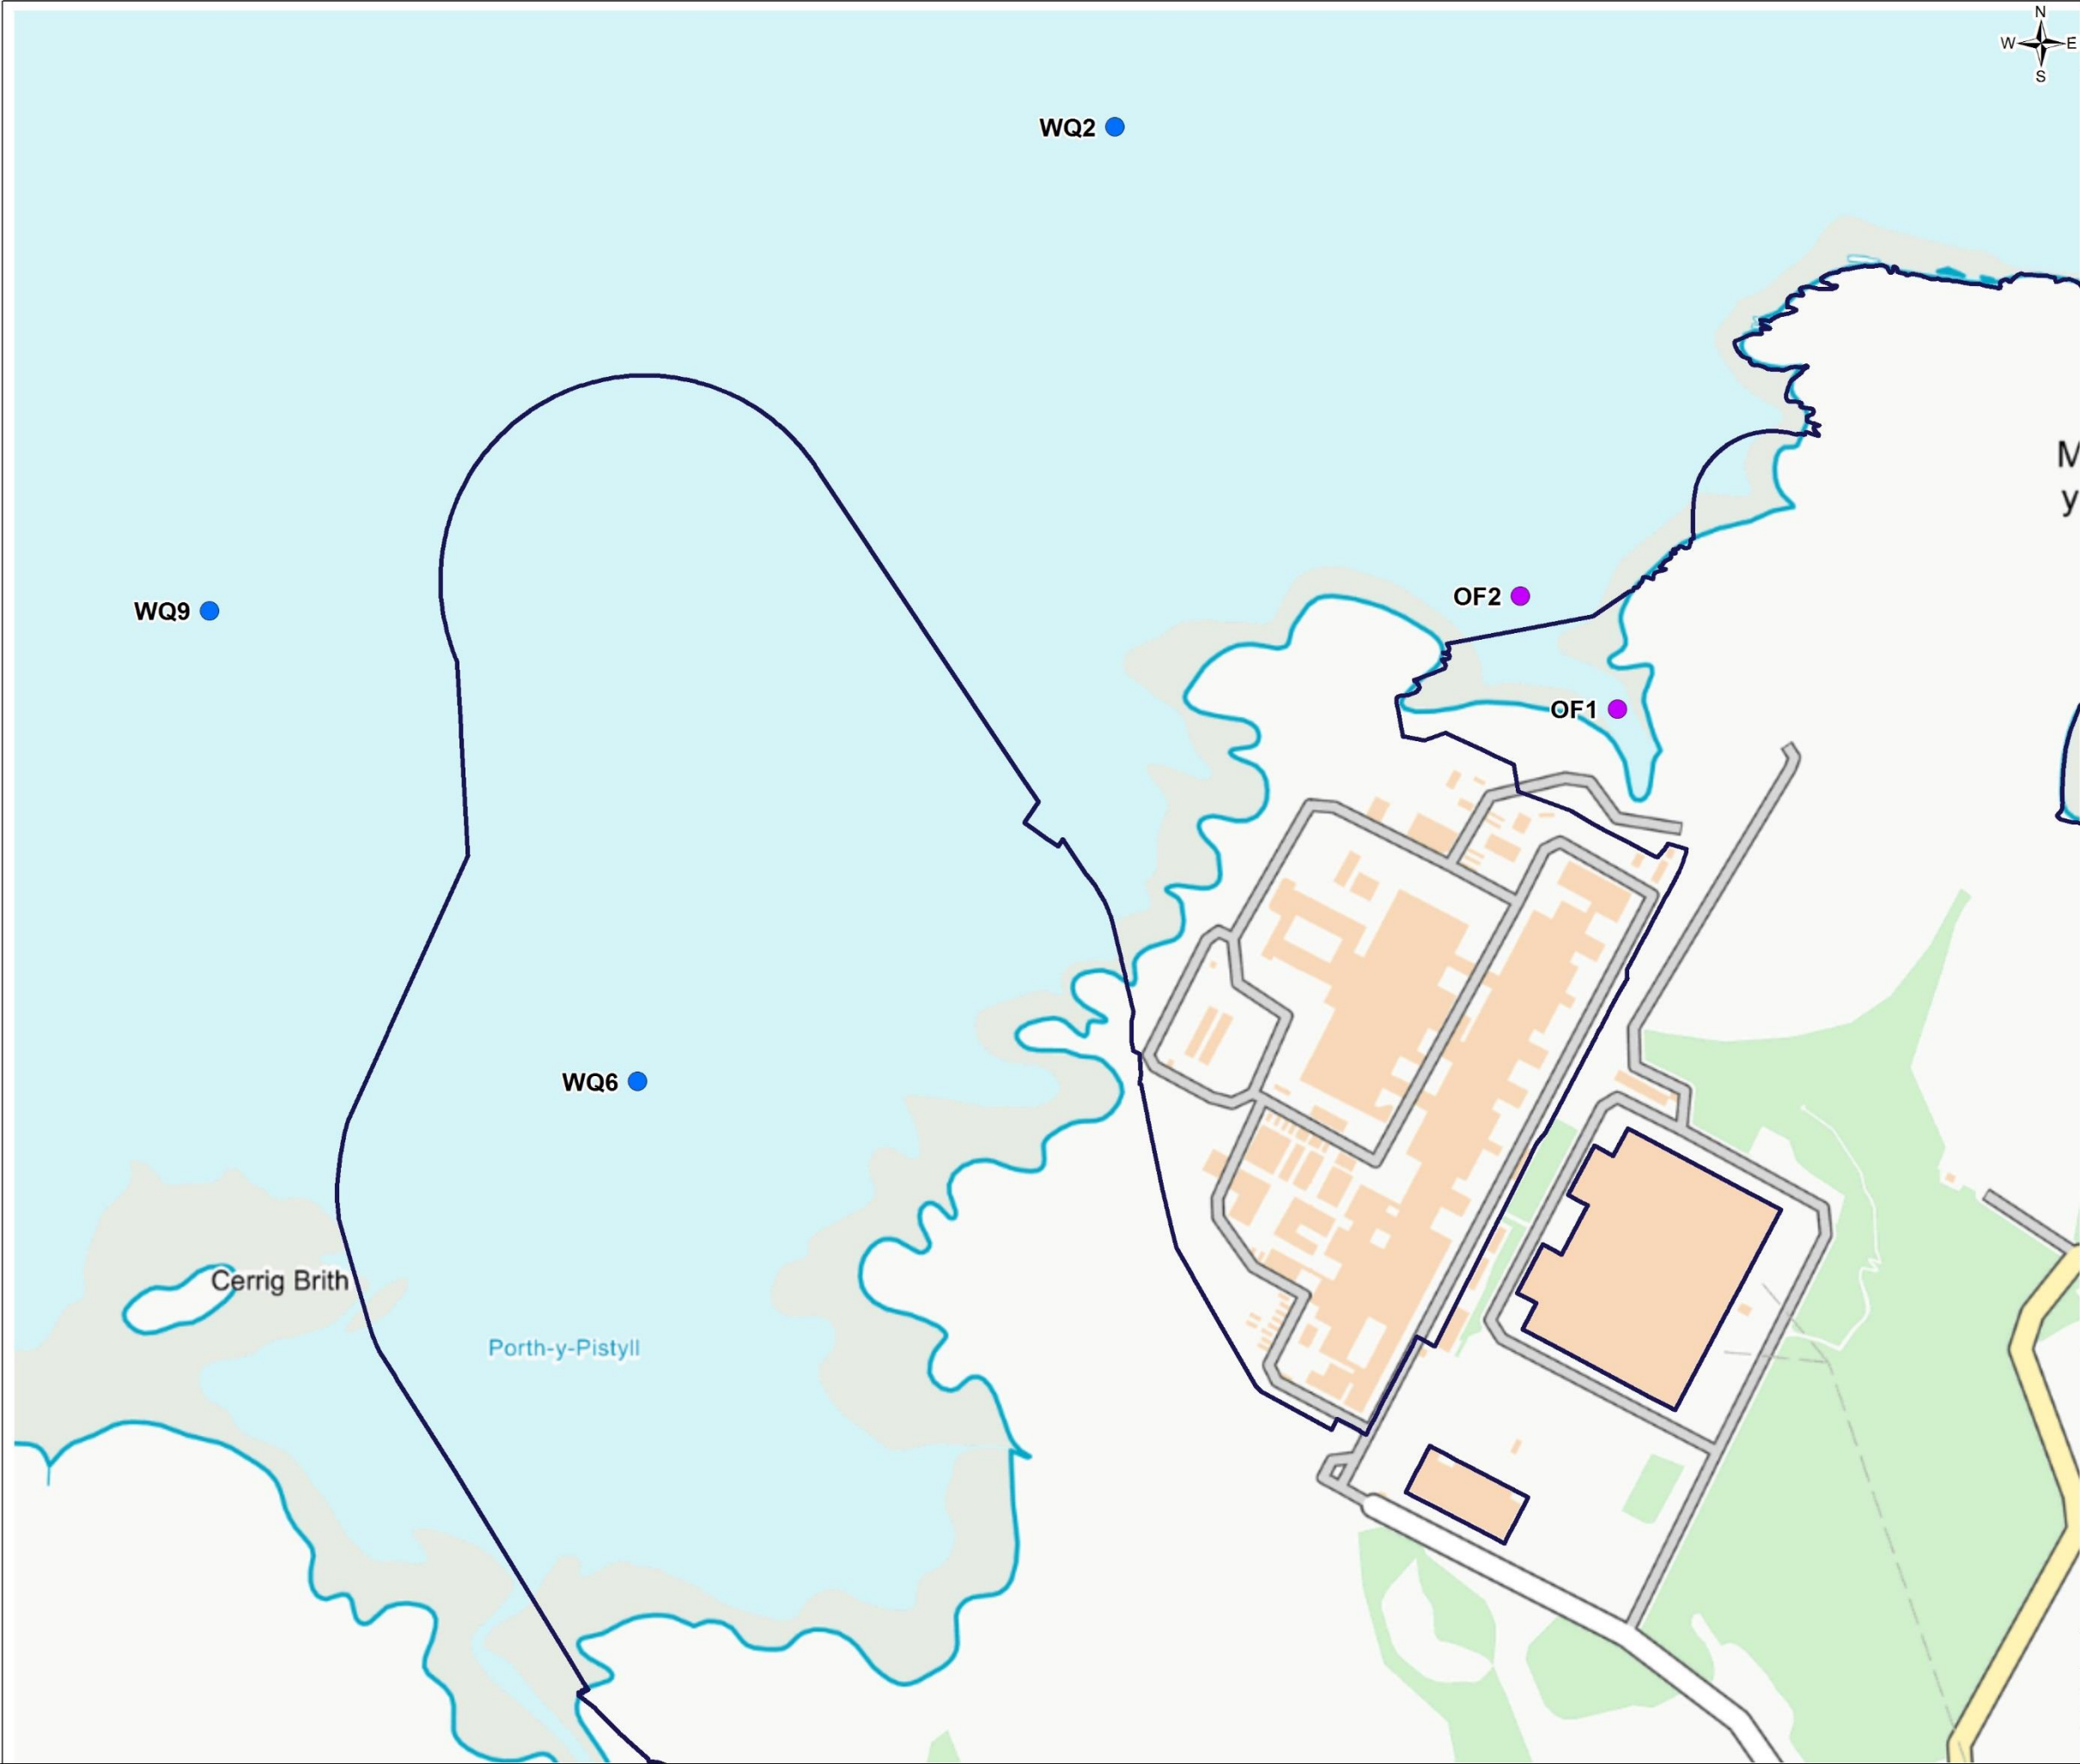 N
W E
S
WQ2
M
y
OF2
WQ9
OF1
WQ6
Cerrig Brith
Porth-y-Pistyll